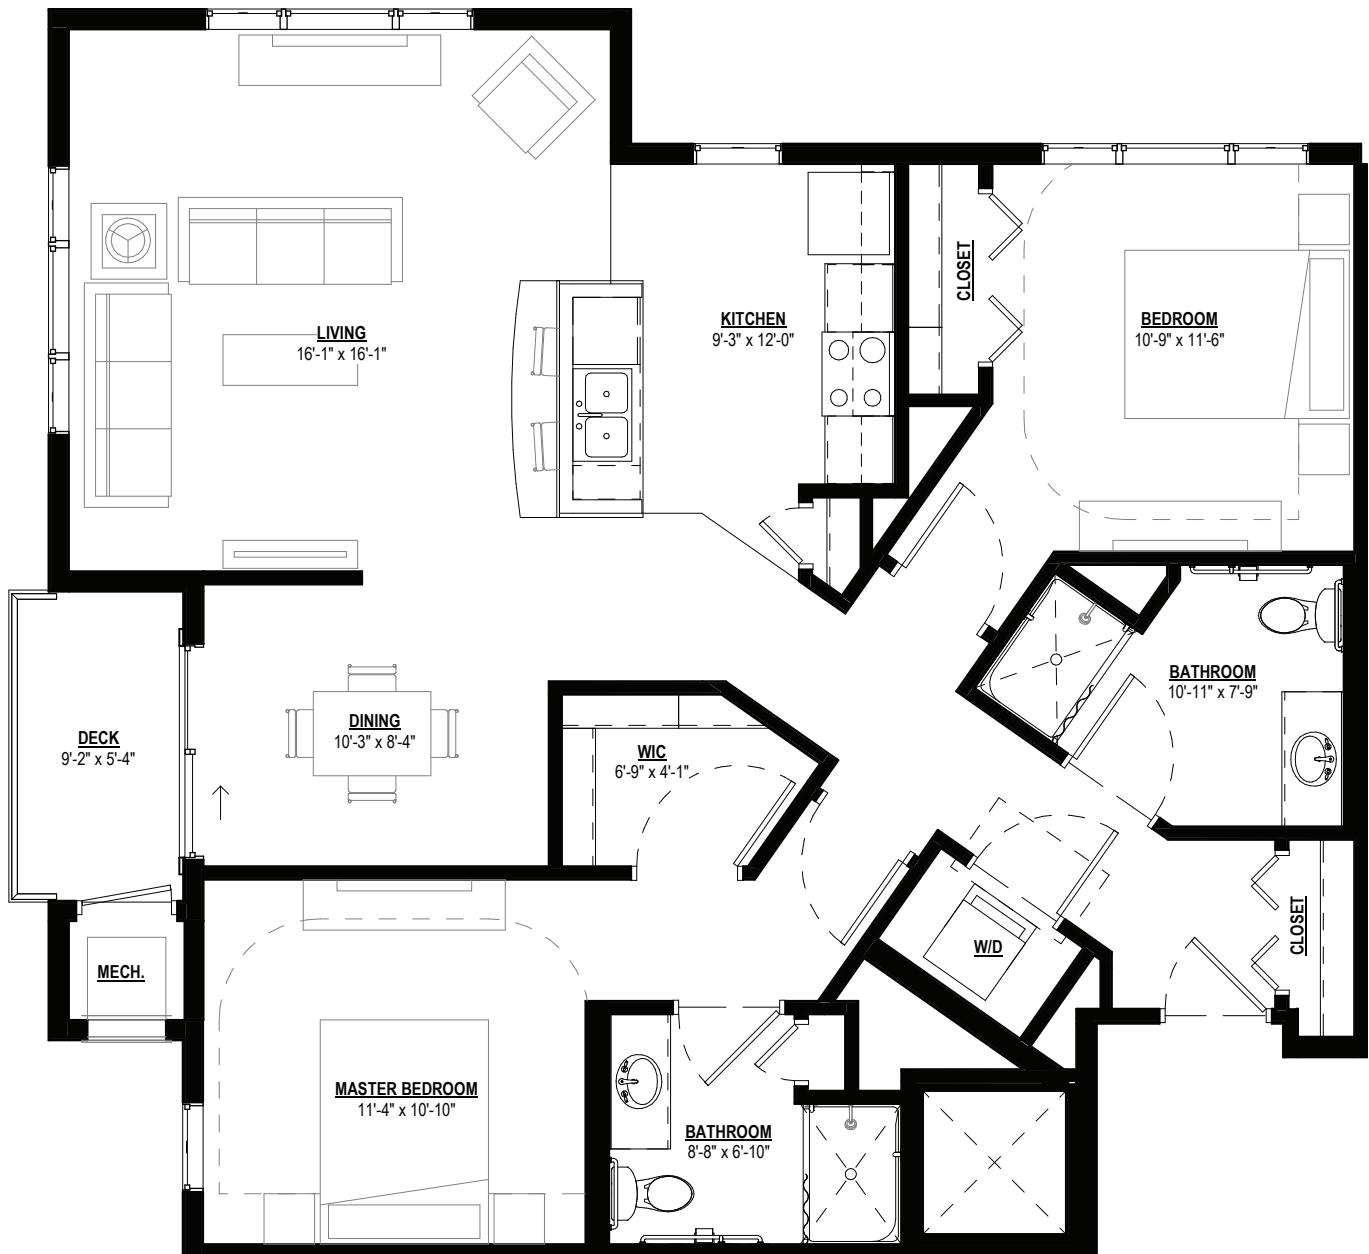 LIVING
16'-1" x 16'-1"
KITCHEN
9'-3" x 12'-0"
CLOSET
BEDROOM
10'-9" x 11'-6"
BATHROOM
10'-11" x 7'-9"
DECK
9'-2" x 5'-4"
DINING
10'-3" x 8'-4"
WIC
6'-9" x 4'-1"
CLOSET
W/D
MECH.
MASTER BEDROOM
11'-4" x 10'-10"
BATHROOM
8'-8" x 6'-10"